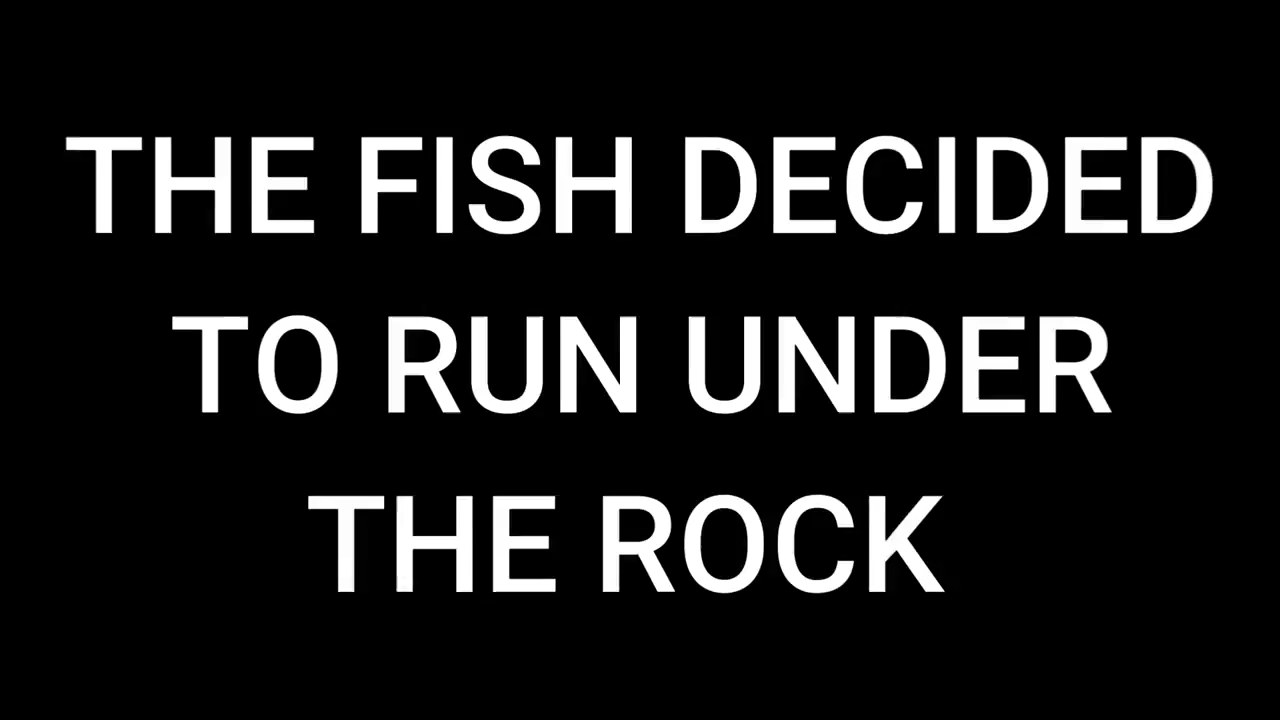 THE FISH DECIDED
TO RUN UNDER
THE ROCK